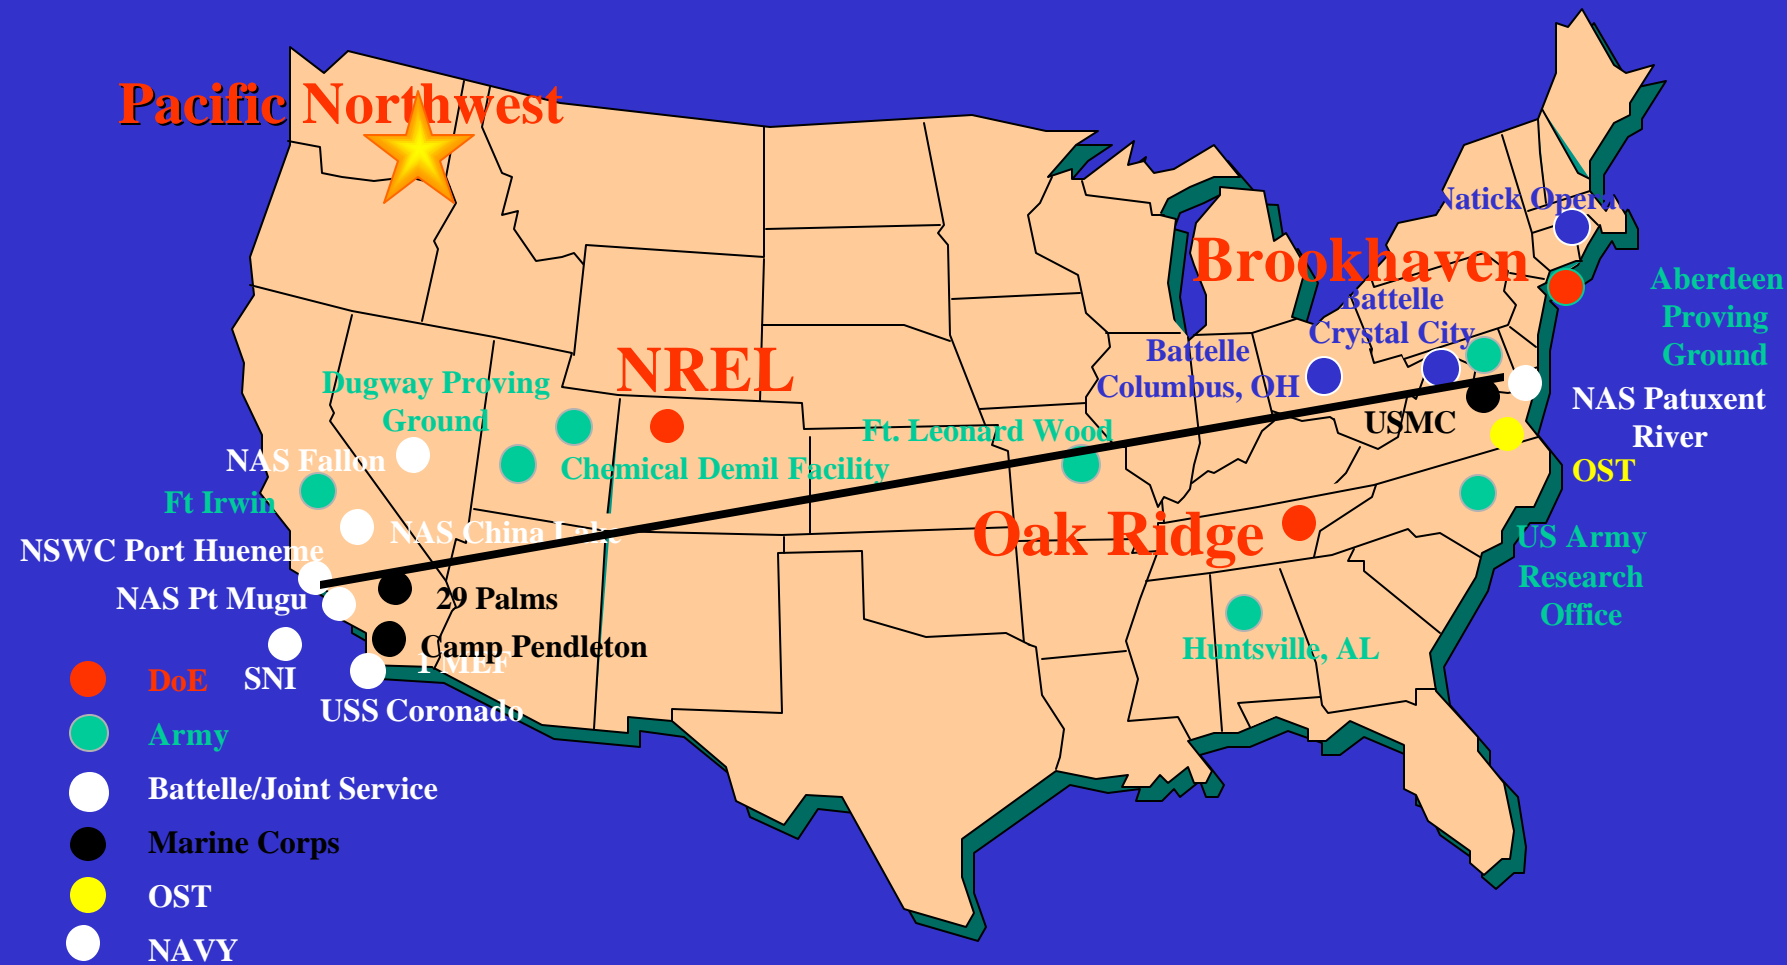 Pacific Northwest
Natick Opera
Brookhaven
Aberdeen
Proving
Ground
Battelle
Crystal City
Battelle
Columbus, OH
NREL
Dugway Proving
Ground
NAS Patuxent
River
USMC
Ft. Leonard Wood
NAS Fallon
Chemical Demil Facility
OST
Ft Irwin
NAS China Lake
Oak Ridge
US Army
Research
Office
NSWC Port Hueneme
NAS Pt Mugu
29 Palms
Camp Pendleton
I MEF
Huntsville, AL
SNI
USS Coronado
DoE
Army
Battelle/Joint Service
Marine Corps
OST
NAVY